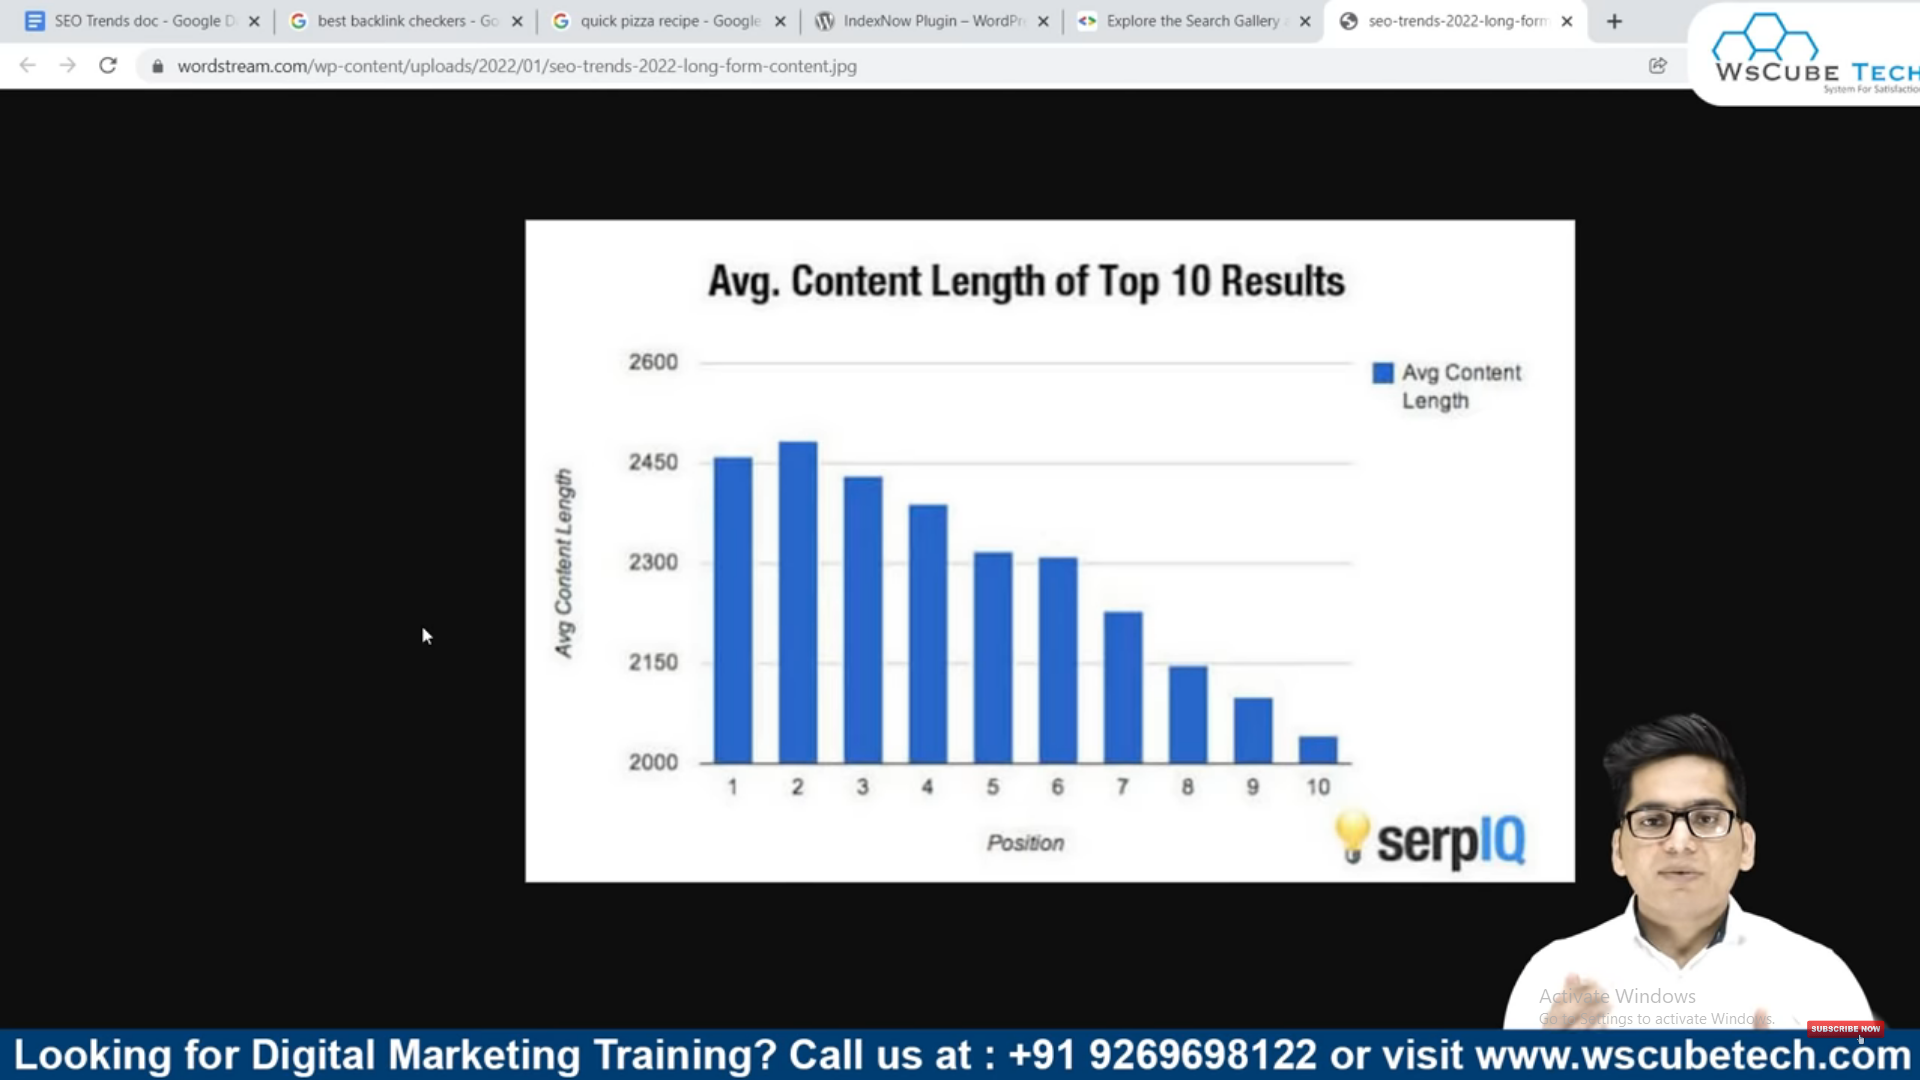 SEO Trends doc - Google D
best backlink checkers - Go
quick pizza recipe - Google
IndexNow Plugin – WordPr
Explore the Search Gallery
seo-trends-2022-long-form
wordstream.com/wp-content/uploads/2022/01/seo-trends-2022-long-form-content.jpg
WsCube Tech
System For Satisfaction
Avg. Content Length of Top 10 Results
2600
2450
2300
2150
2000
Avg Content Length
Avg Content
Length
1 2 3 4 5 6 7 8 9 10
Position
serpIQ
Activate Windows
Go to Settings to activate Windows.
SUBSCRIBE NOW
Looking for Digital Marketing Training? Call us at : +91 9269698122 or visit www.wscubetech.com